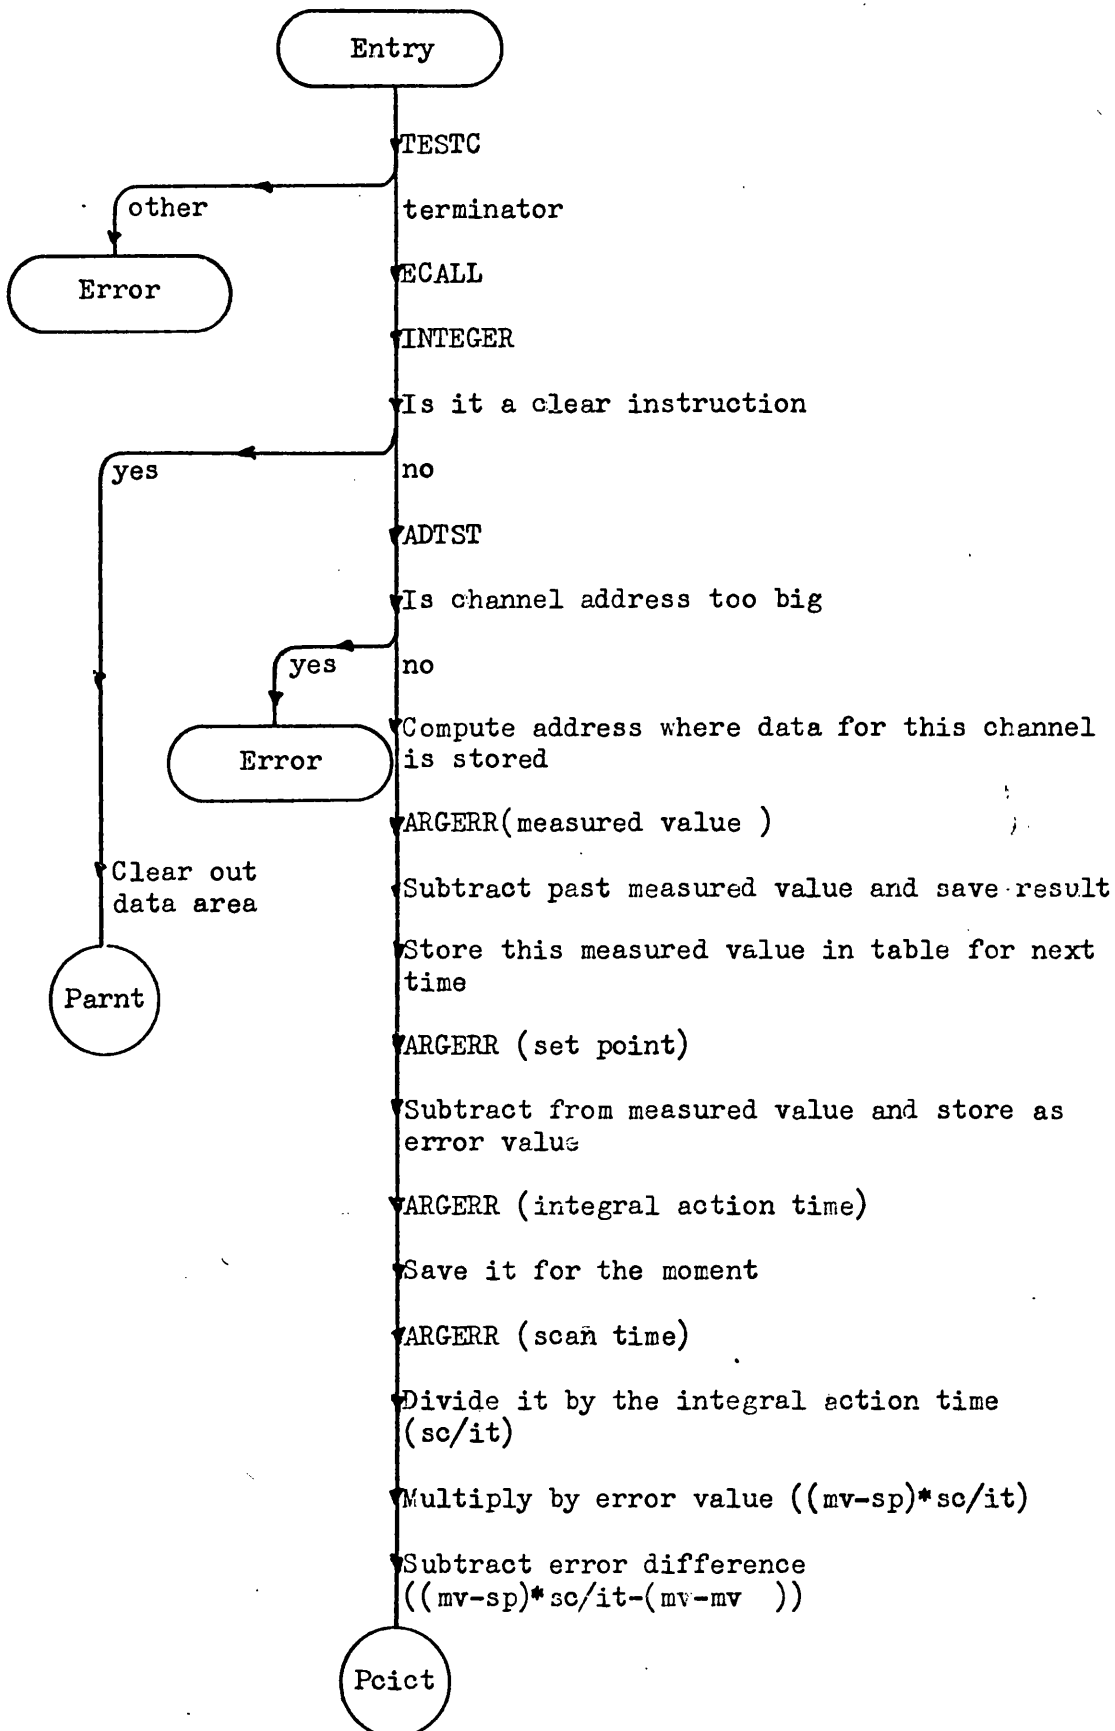 Entry
TESTC
other
terminator
Error
ECALL
INTEGER
Is it a clear instruction
yes
no
ADTST
Is channel address too big
yes
no
Error
Compute address where data for this channel
is stored
ARGERR(measured value )
Clear out
data area
Subtract past measured value and save result
Store this measured value in table for next
time
Parnt
ARGERR (set point)
Subtract from measured value and store as
error value
ARGERR (integral action time)
Save it for the moment
ARGERR (scan time)
Divide it by the integral action time
(sc/it)
Multiply by error value ((mv-sp)*sc/it)
Subtract error difference
((mv-sp)*sc/it-(mv-mv  ))
Pcict